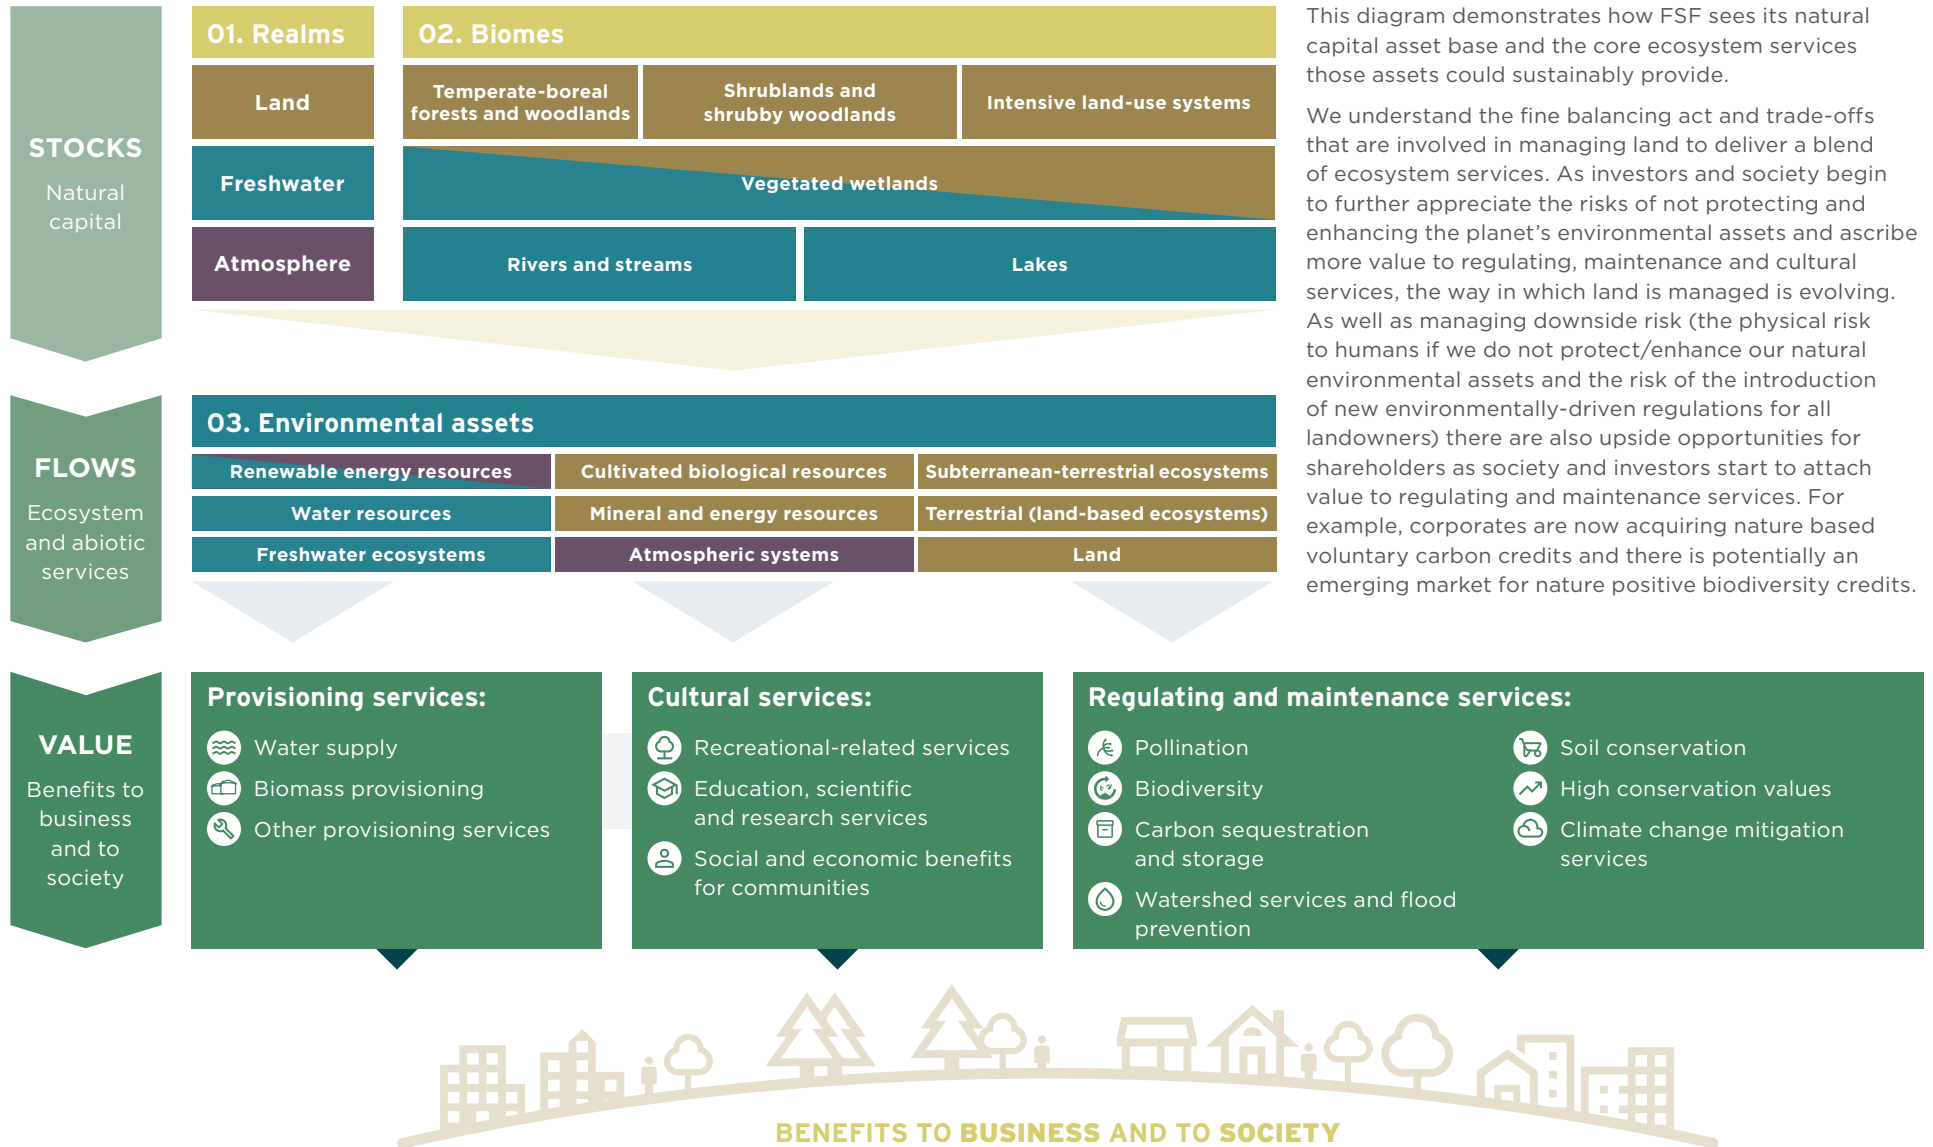 STOCKS
Natural
capital
01. Realms
02. Biomes
Land
Temperate-boreal
forests and woodlands
Shrublands and
shrubby woodlands
Intensive land-use systems
Freshwater
Vegetated wetlands
Atmosphere
Rivers and streams
Lakes
This diagram demonstrates how FSF sees its natural
capital asset base and the core ecosystem services
those assets could sustainably provide.
We understand the fine balancing act and trade-offs
that are involved in managing land to deliver a blend
of ecosystem services. As investors and society begin
to further appreciate the risks of not protecting and
enhancing the planet's environmental assets and ascribe
more value to regulating, maintenance and cultural
services, the way in which land is managed is evolving.
As well as managing downside risk (the physical risk
to humans if we do not protect/enhance our natural
environmental assets and the risk of the introduction
of new environmentally-driven regulations for all
landowners) there are also upside opportunities for
shareholders as society and investors start to attach
value to regulating and maintenance services. For
example, corporates are now acquiring nature based
voluntary carbon credits and there is potentially an
emerging market for nature positive biodiversity credits.
FLOWS
Ecosystem
and abiotic
services
03. Environmental assets
Renewable energy resources
Cultivated biological resources
Subterranean-terrestrial ecosystems
Water resources
Mineral and energy resources
Terrestrial (land-based ecosystems)
Freshwater ecosystems
Atmospheric systems
Land
VALUE
Benefits to
business
and to
society
Provisioning services:
Water supply
Biomass provisioning
Other provisioning services
Cultural services:
Recreational-related services
Education, scientific
and research services
Social and economic benefits
for communities
Regulating and maintenance services:
Pollination
Biodiversity
Carbon sequestration
and storage
Watershed services and flood
prevention
Soil conservation
High conservation values
Climate change mitigation
services
BENEFITS TO BUSINESS AND TO SOCIETY